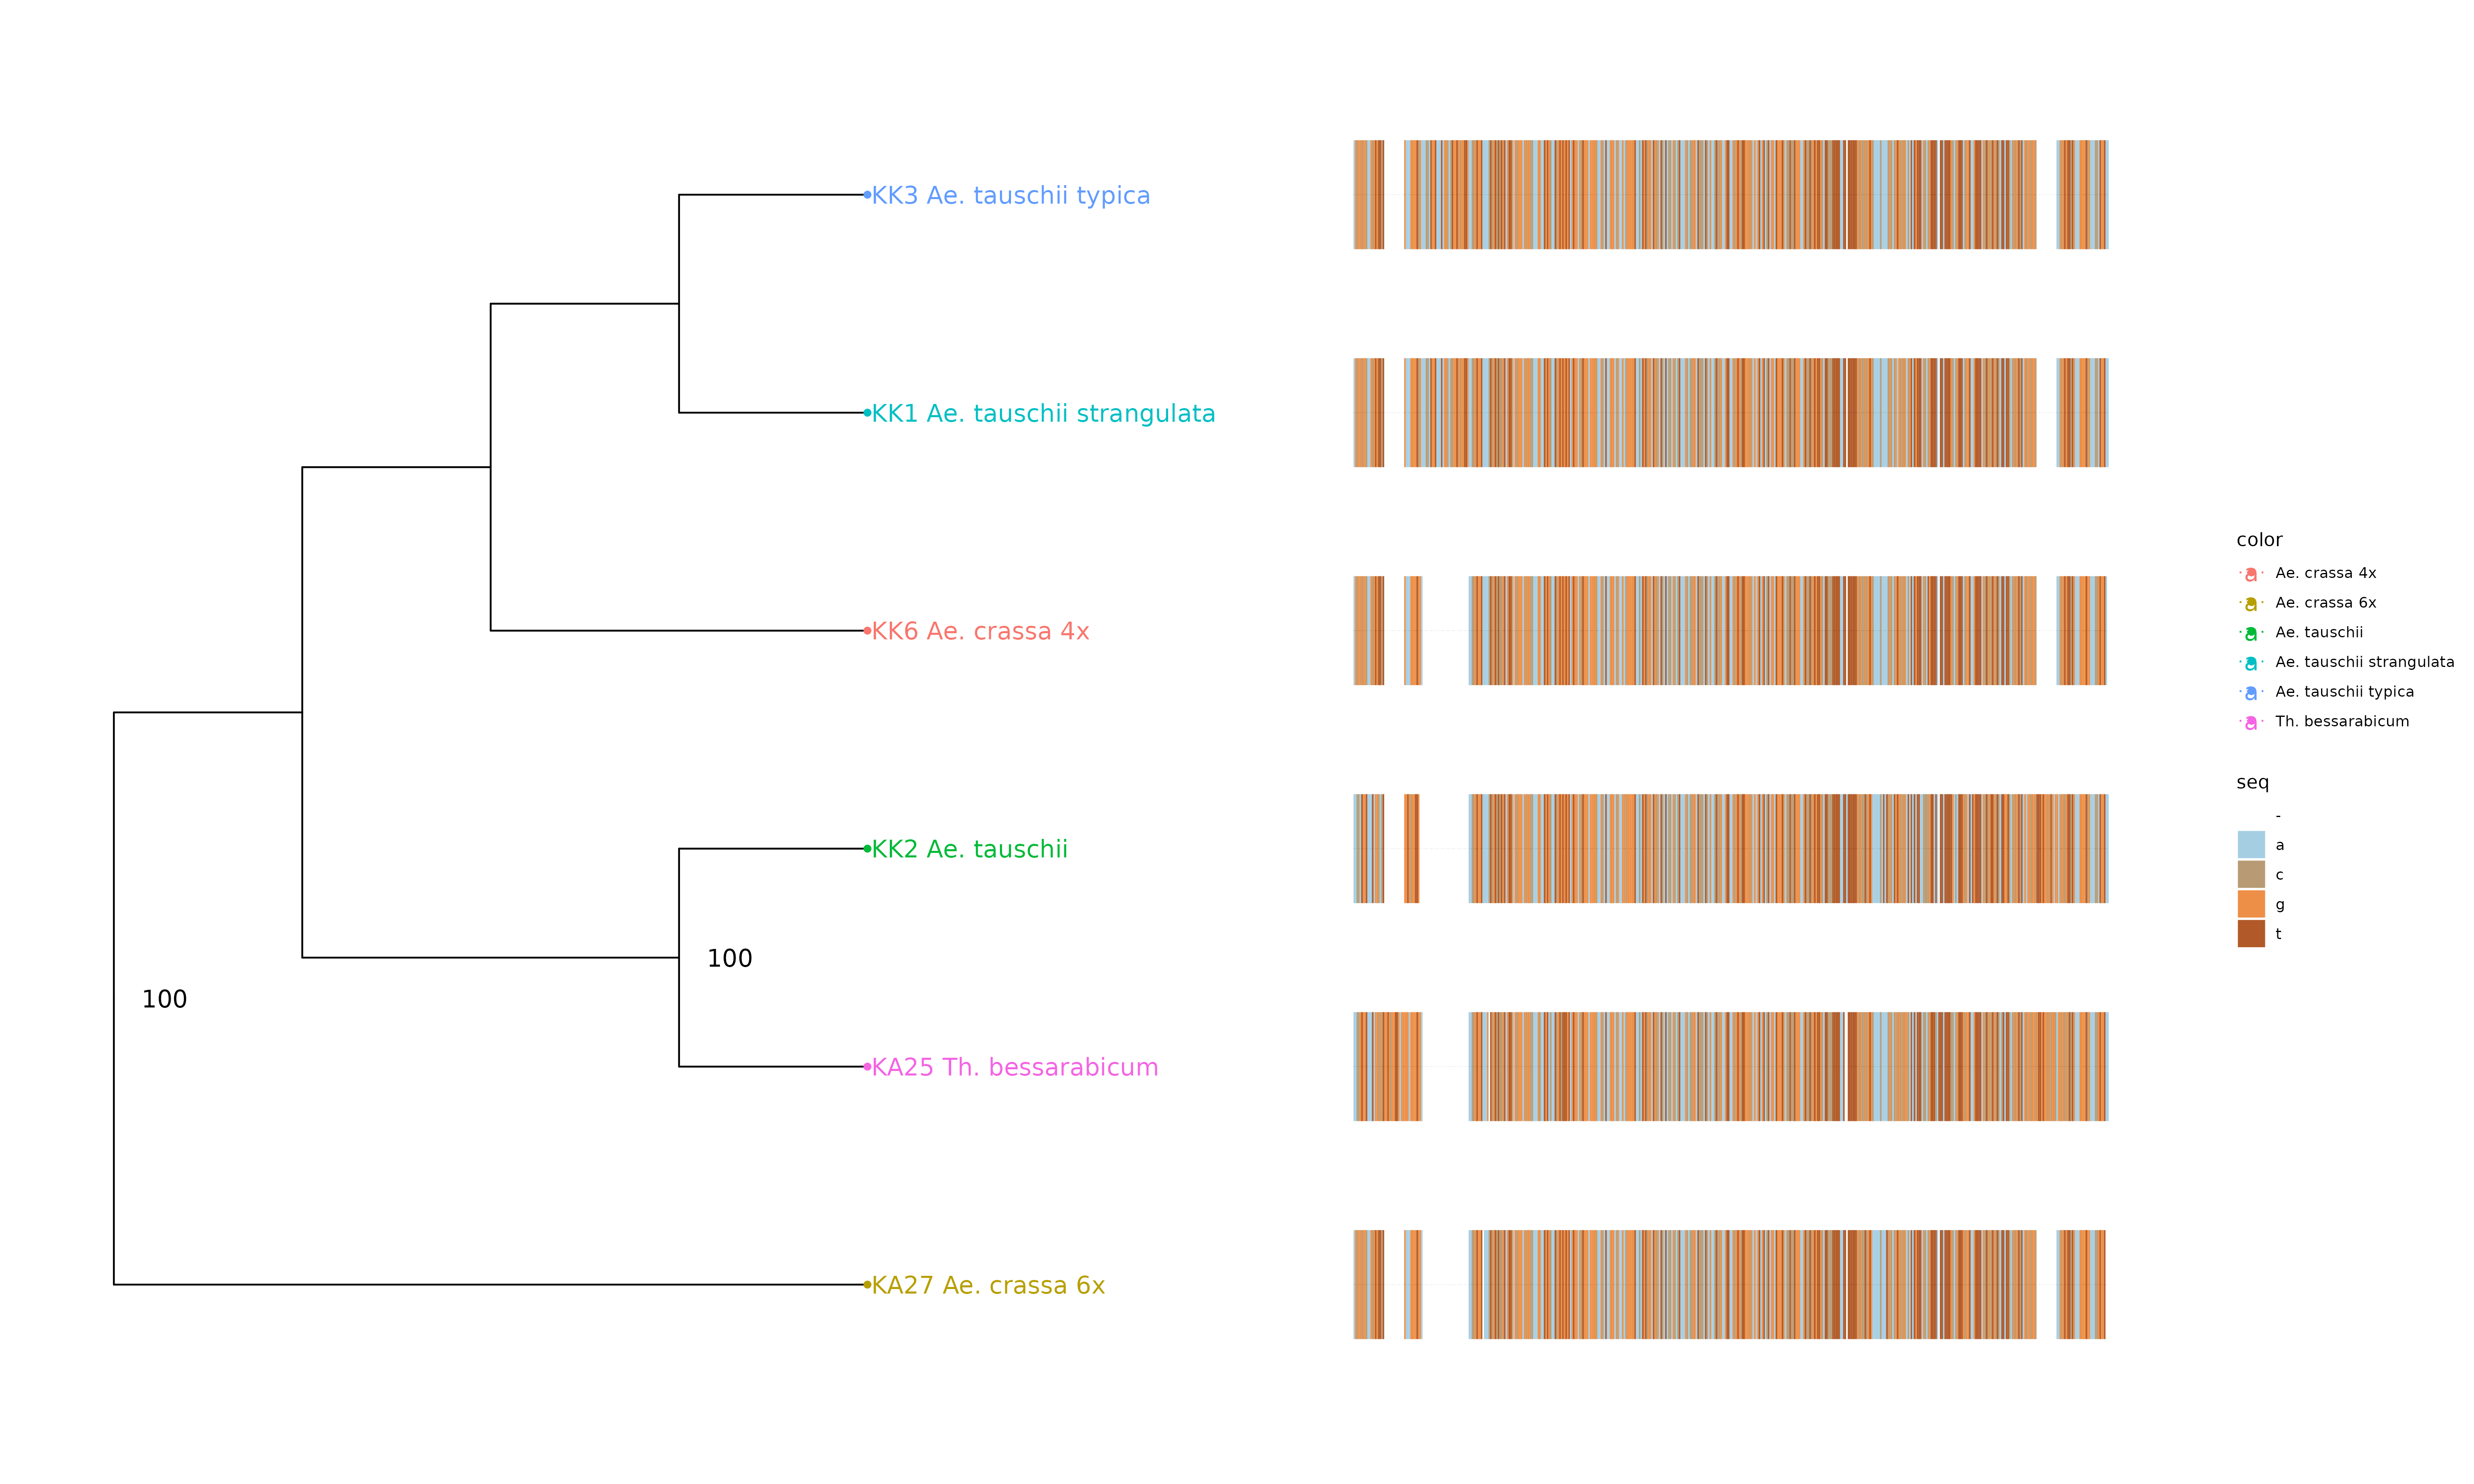 KK3 Ae. tauschii typica
KK1 Ae. tauschii strangulata
KK6 Ae. crassa 4x
KK2 Ae. tauschii
100
100
KA25 Th. bessarabicum
KA27 Ae. crassa 6x
color
a Ae. crassa 4x
a Ae. crassa 6x
a Ae. tauschii
a Ae. tauschii strangulata
a Ae. tauschii typica
a Th. bessarabicum
seq
-
a
c
g
t